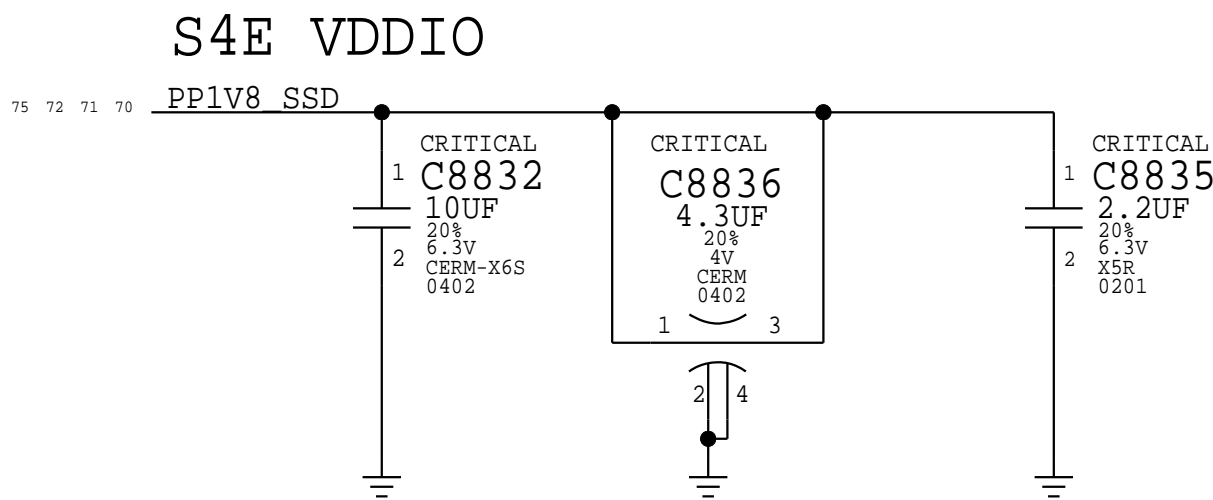 S4E VDDIO
75 72 71 70 PP1V8_SSD
CRITICAL
1 C8832
10UF
20%
6.3V
2 CERM-X6S
0402
CRITICAL
C8836
4.3UF
20%
4V
CERM
0402
1 3
2 4
CRITICAL
1 C8835
2.2UF
20%
6.3V
2 X5R
0201